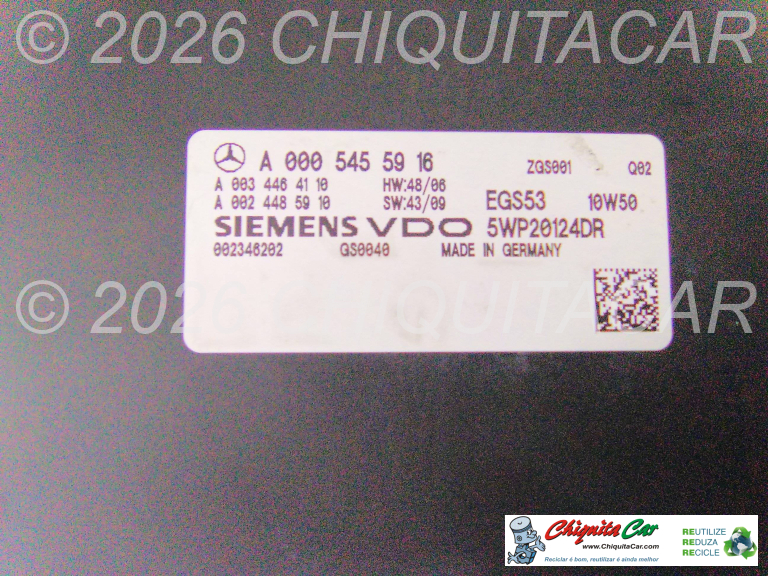 © 2026 CHIQUITACAR
A 000 545 59 16 ZGS001 Q02
A 003 446 41 10 HW:48/06
A 002 448 59 10 SW:43/09 EGS53 10W50
SIEMENS VDO 5WP20124DR
002346202 GS0040 MADE IN GERMANY
© 2026 CHIQUITACAR
Chiquita Car
www.ChiquitaCar.com
Reciclar é bom, reutilizar é ainda melhor
REUTILIZE
REDUZA
RECICLE